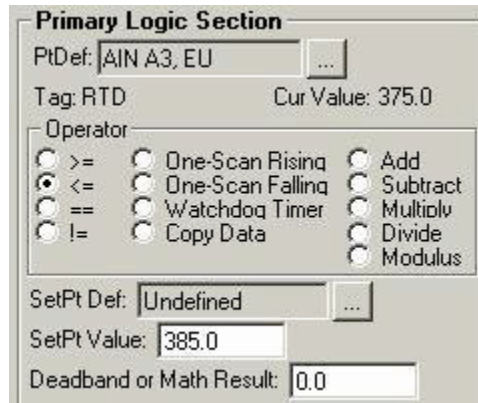 Primary Logic Section
PtDef: AIN A3, EU ...
Tag: RTD Cur Value: 375.0
Operator
>= One-Scan Rising Add
<= One-Scan Falling Subtract
== Watchdog Timer Multiply
!= Copy Data Divide
Modulus
SetPt Def: Undefined ...
SetPt Value: 385.0
Deadband or Math Result: 0.0